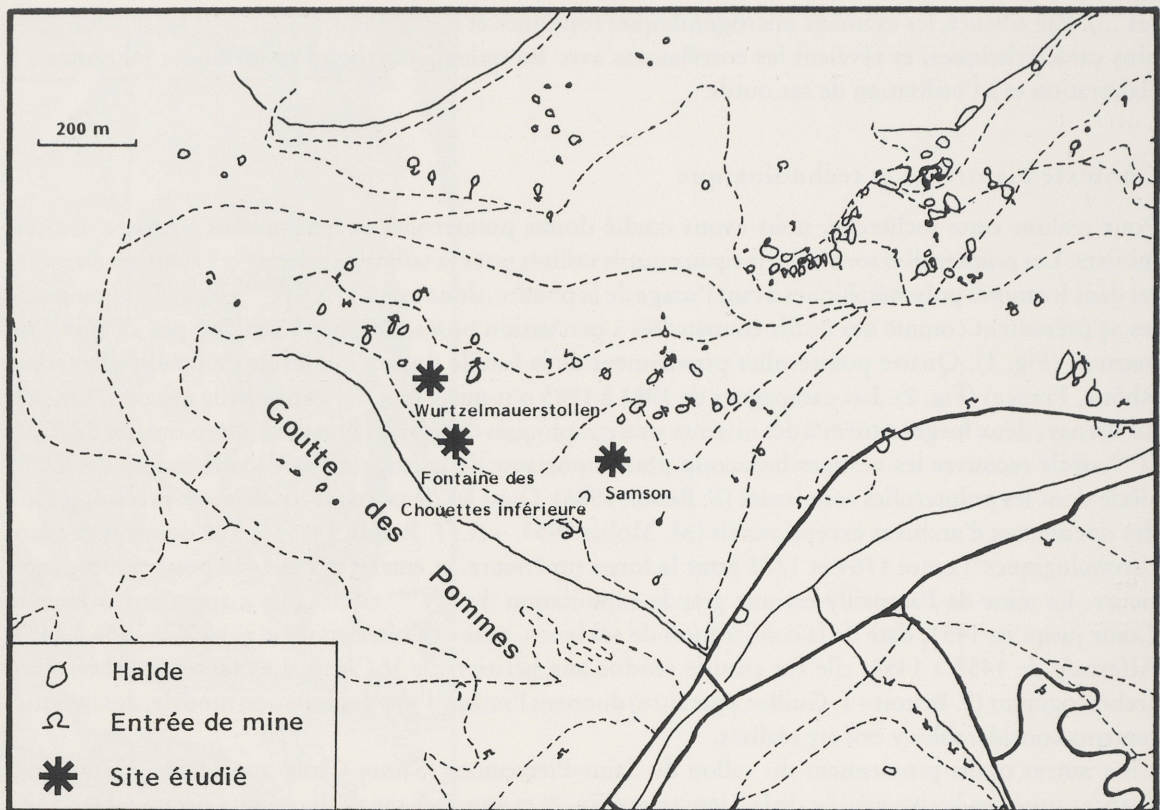 200 m
Wurtzelmauerstollen
Fontaine des
Chouettes inférieure
Samson
Goutte des Pommes
Halde
Entrée de mine
Site étudié